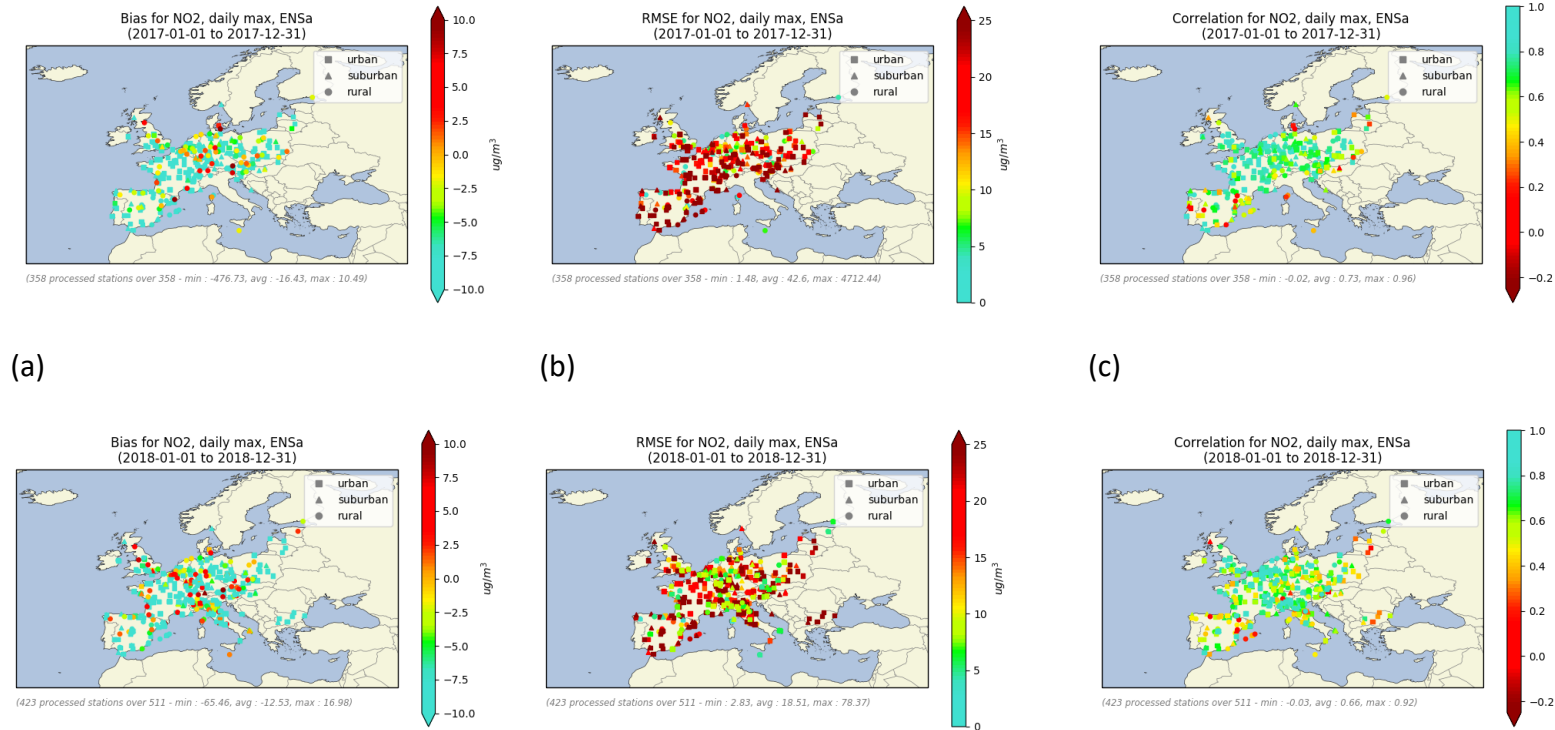 Bias for NO2, daily max, ENSa
(2017-01-01 to 2017-12-31)
urban
suburban
rural
10.0
7.5
5.0
2.5
0.0
−2.5
−5.0
−7.5
−10.0
ug/m³
(358 processed stations over 358 - min : -476.73, avg : -16.43, max : 10.49)
RMSE for NO2, daily max, ENSa
(2017-01-01 to 2017-12-31)
urban
suburban
rural
25
20
15
10
5
0
ug/m³
(358 processed stations over 358 - min : 1.48, avg : 42.6, max : 4712.44)
Correlation for NO2, daily max, ENSa
(2017-01-01 to 2017-12-31)
urban
suburban
rural
1.0
0.8
0.6
0.4
0.2
0.0
−0.2
(358 processed stations over 358 - min : -0.02, avg : 0.73, max : 0.96)
(a)
(b)
(c)
Bias for NO2, daily max, ENSa
(2018-01-01 to 2018-12-31)
urban
suburban
rural
10.0
7.5
5.0
2.5
0.0
−2.5
−5.0
−7.5
−10.0
ug/m³
(423 processed stations over 511 - min : -65.46, avg : -12.53, max : 16.98)
RMSE for NO2, daily max, ENSa
(2018-01-01 to 2018-12-31)
urban
suburban
rural
25
20
15
10
5
0
ug/m³
(423 processed stations over 511 - min : 2.83, avg : 18.51, max : 78.37)
Correlation for NO2, daily max, ENSa
(2018-01-01 to 2018-12-31)
urban
suburban
rural
1.0
0.8
0.6
0.4
0.2
0.0
−0.2
(423 processed stations over 511 - min : -0.03, avg : 0.66, max : 0.92)